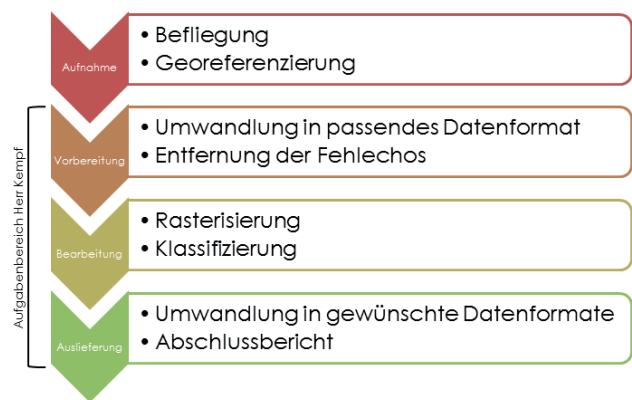 Aufgabenbereich Herr Kempf
Aufnahme
• Befliegung
• Georeferenzierung
Vorbereitung
• Umwandlung in passendes Datenformat
• Entfernung der Fehlechos
Bearbeitung
• Rasterisierung
• Klassifizierung
Auslieferung
• Umwandlung in gewünschte Datenformate
• Abschlussbericht